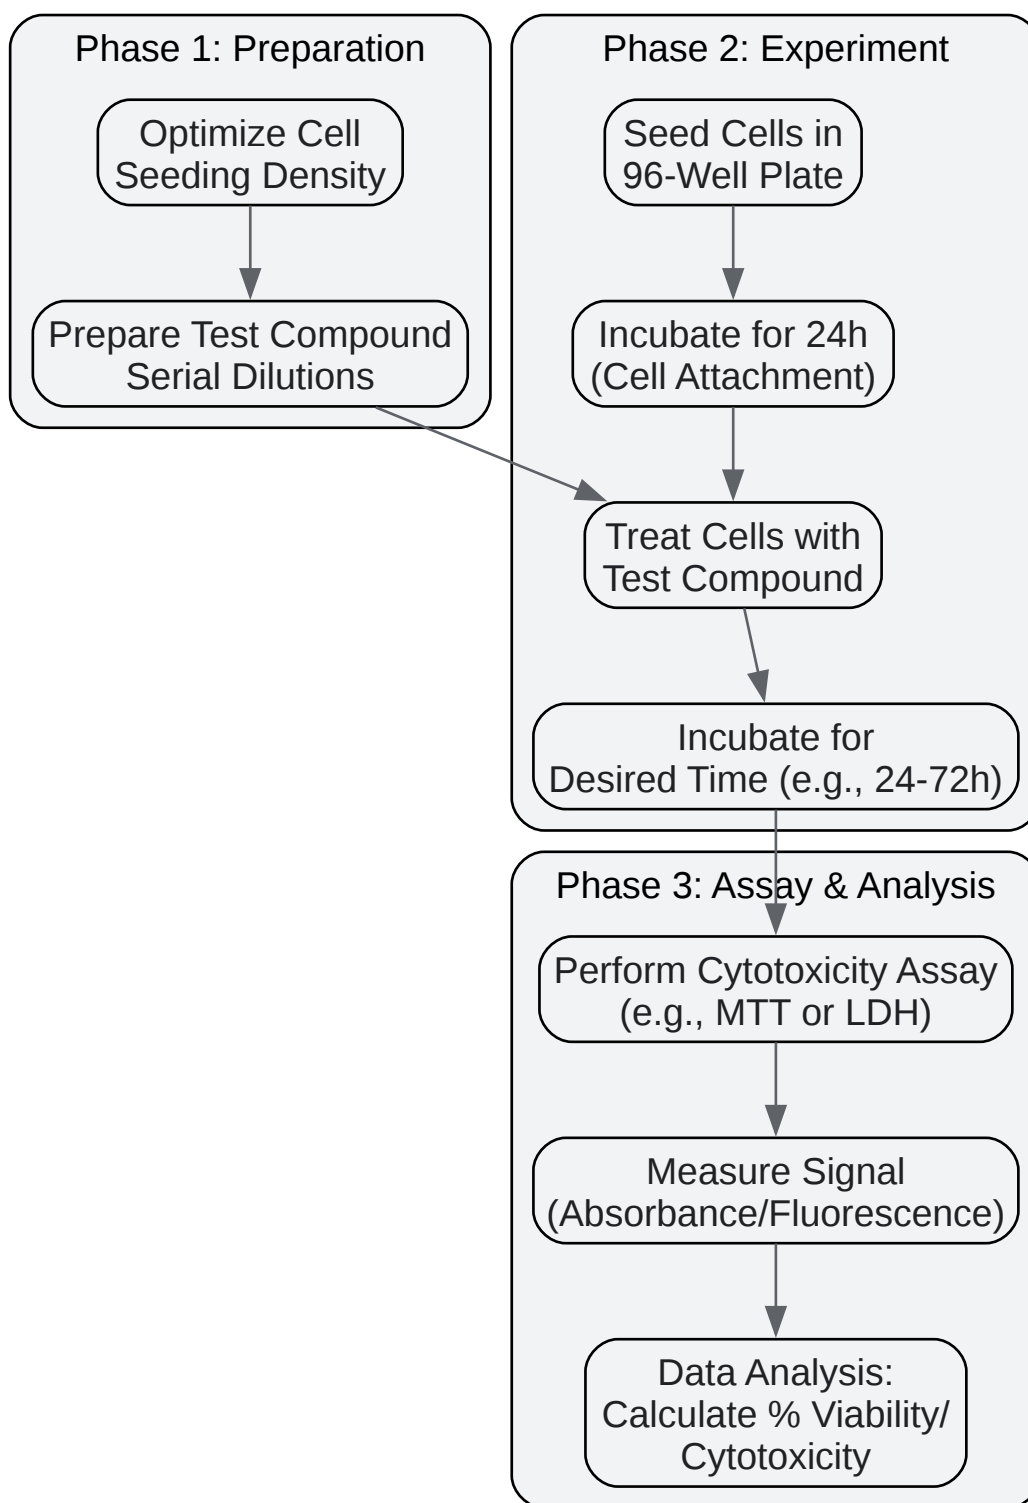 Phase 1: Preparation
Optimize Cell
Seeding Density
Prepare Test Compound
Serial Dilutions
Phase 2: Experiment
Seed Cells in
96-Well Plate
Incubate for 24h
(Cell Attachment)
Treat Cells with
Test Compound
Incubate for
Desired Time (e.g., 24-72h)
Phase 3: Assay & Analysis
Perform Cytotoxicity Assay
(e.g., MTT or LDH)
Measure Signal
(Absorbance/Fluorescence)
Data Analysis:
Calculate % Viability/
Cytotoxicity